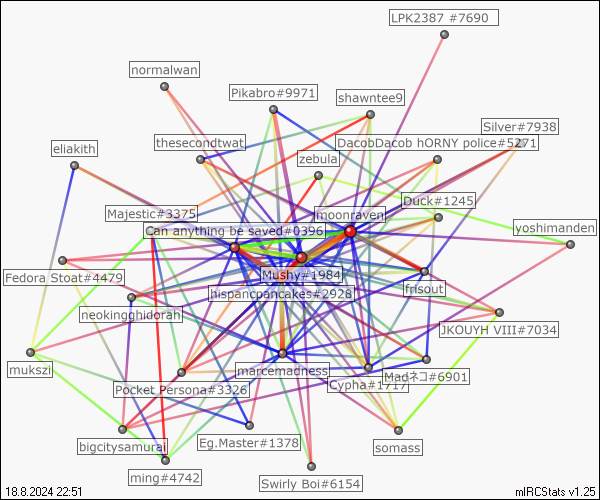 LPK2387 #7690
normalwan
Pikabro#9971
shawntee9
Silver#7938
thesecondtwat
DacobDacob hORNY police#5271
eliakith
zebula
Duck#1245
Majestic#3375
moonraven
yoshimanden
Can anything be saved#0396
Fedora Stoat#4479
Mushy#1984
frisout
hispancpancakes#2928
neokingghidorah
JKOUYH VIII#7034
mukszi
marcemadness
Madネコ#6901
Pocket Persona#3326
Cypha#1717
bigcitysamurai
Eg.Master#1378
somass
ming#4742
Swirly Boi#6154
18.8.2024 22:51
mIRCStats v1.25